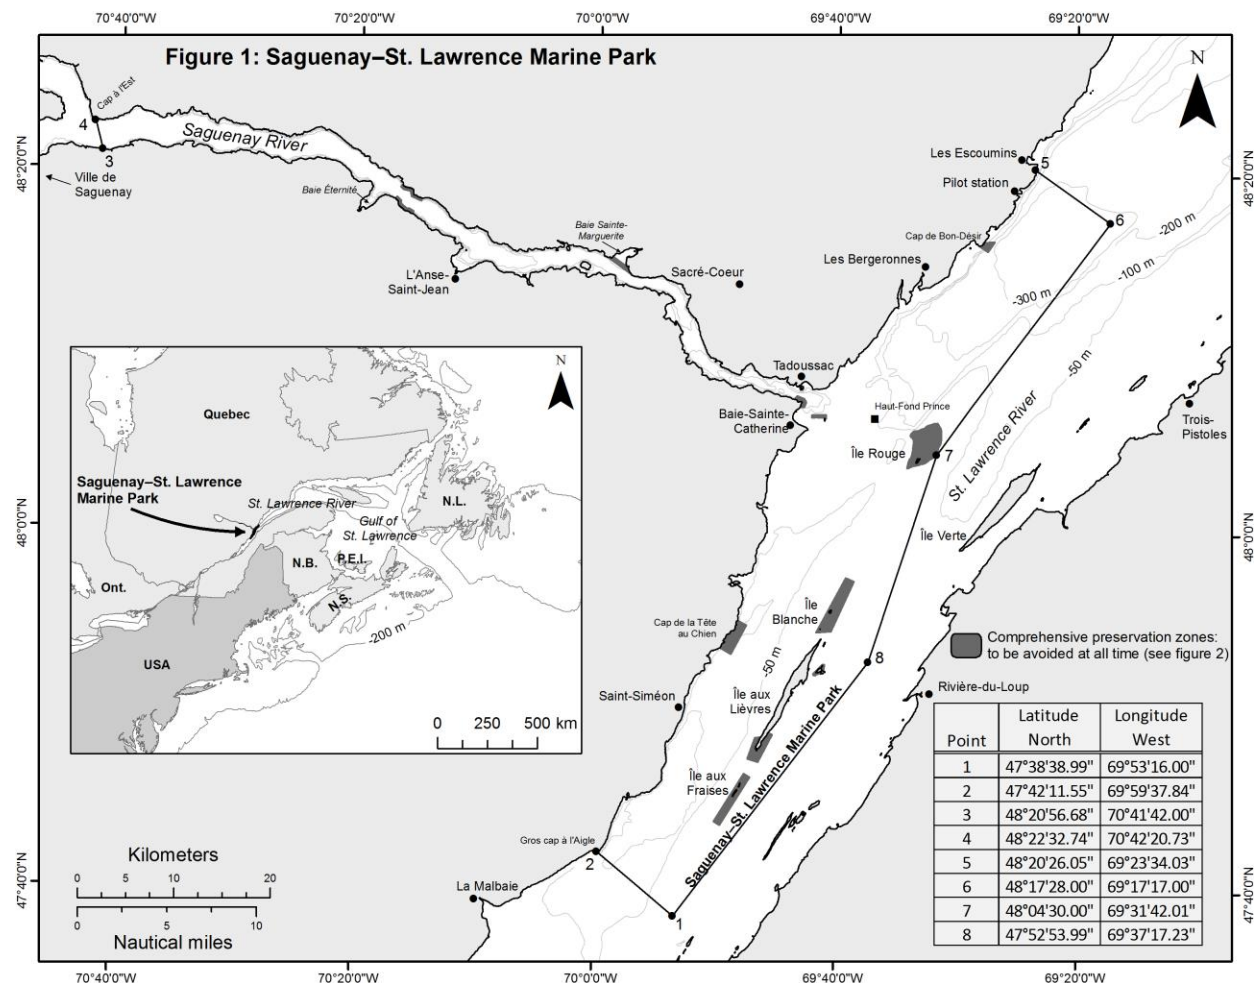 70°40'0"W
70°20'0"W
70°00'0"W
69°40'0"W
69°20'0"W
Figure 1: Saguenay–St. Lawrence Marine Park
N
Cap à l'Est
4
3
Saguenay River
48°20'0"N
Ville de
Saguenay
Baie Éternité
L'Anse-
Saint-Jean
Baie Sainte-
Marguerite
Sacré-Coeur
Les Escoumins
5
Pilot station
48°20'0"N
6
-200 m
Cap de Bon-Désir
Les Bergeronnes
-100 m
-300 m
-50 m
Tadoussac
Haut-Fond Prince
Baie-Sainte-
Catherine
Trois-
Pistoles
Île Rouge
7
St. Lawrence River
Île Verte
N
Quebec
Saguenay–St. Lawrence
Marine Park
St. Lawrence River
N.L.
Gulf of
St. Lawrence
N.B.
P.E.I.
Ont.
N.S.
-200 m
USA
0 250 500 km
48°0'0"N
48°0'0"N
Île
Blanche
Cap de la Tête
au Chien
-50 m
8
Comprehensive preservation zones:
to be avoided at all time (see figure 2)
Saint-Siméon
Île aux
Lièvres
Rivière-du-Loup
Île aux
Fraises
Saguenay–St. Lawrence Marine Park
Gros cap à l'Aigle
2
La Malbaie
1
47°40'0"N
47°40'0"N
Kilometers
0 5 10 20
0 5 10
Nautical miles
Point Latitude North Longitude West
1 47°38'38.99" 69°53'16.00"
2 47°42'11.55" 69°59'37.84"
3 48°20'56.68" 70°41'42.00"
4 48°22'32.74" 70°42'20.73"
5 48°20'26.05" 69°23'34.03"
6 48°17'28.00" 69°17'17.00"
7 48°04'30.00" 69°31'42.01"
8 47°52'53.99" 69°37'17.23"
70°40'0"W
70°20'0"W
70°00'0"W
69°40'0"W
69°20'0"W